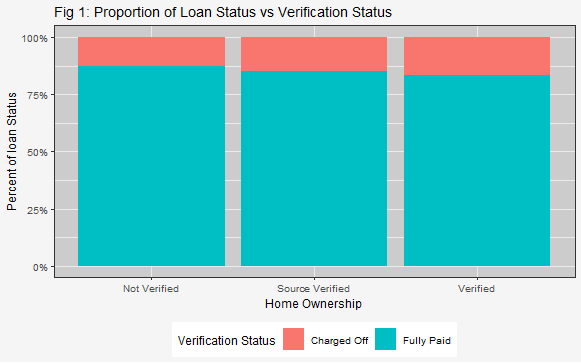 Fig 1: Proportion of Loan Status vs Verification Status
Percent of loan Status
100%
75%
50%
25%
0%
Not Verified Source Verified Verified
Home Ownership
Verification Status Charged Off Fully Paid